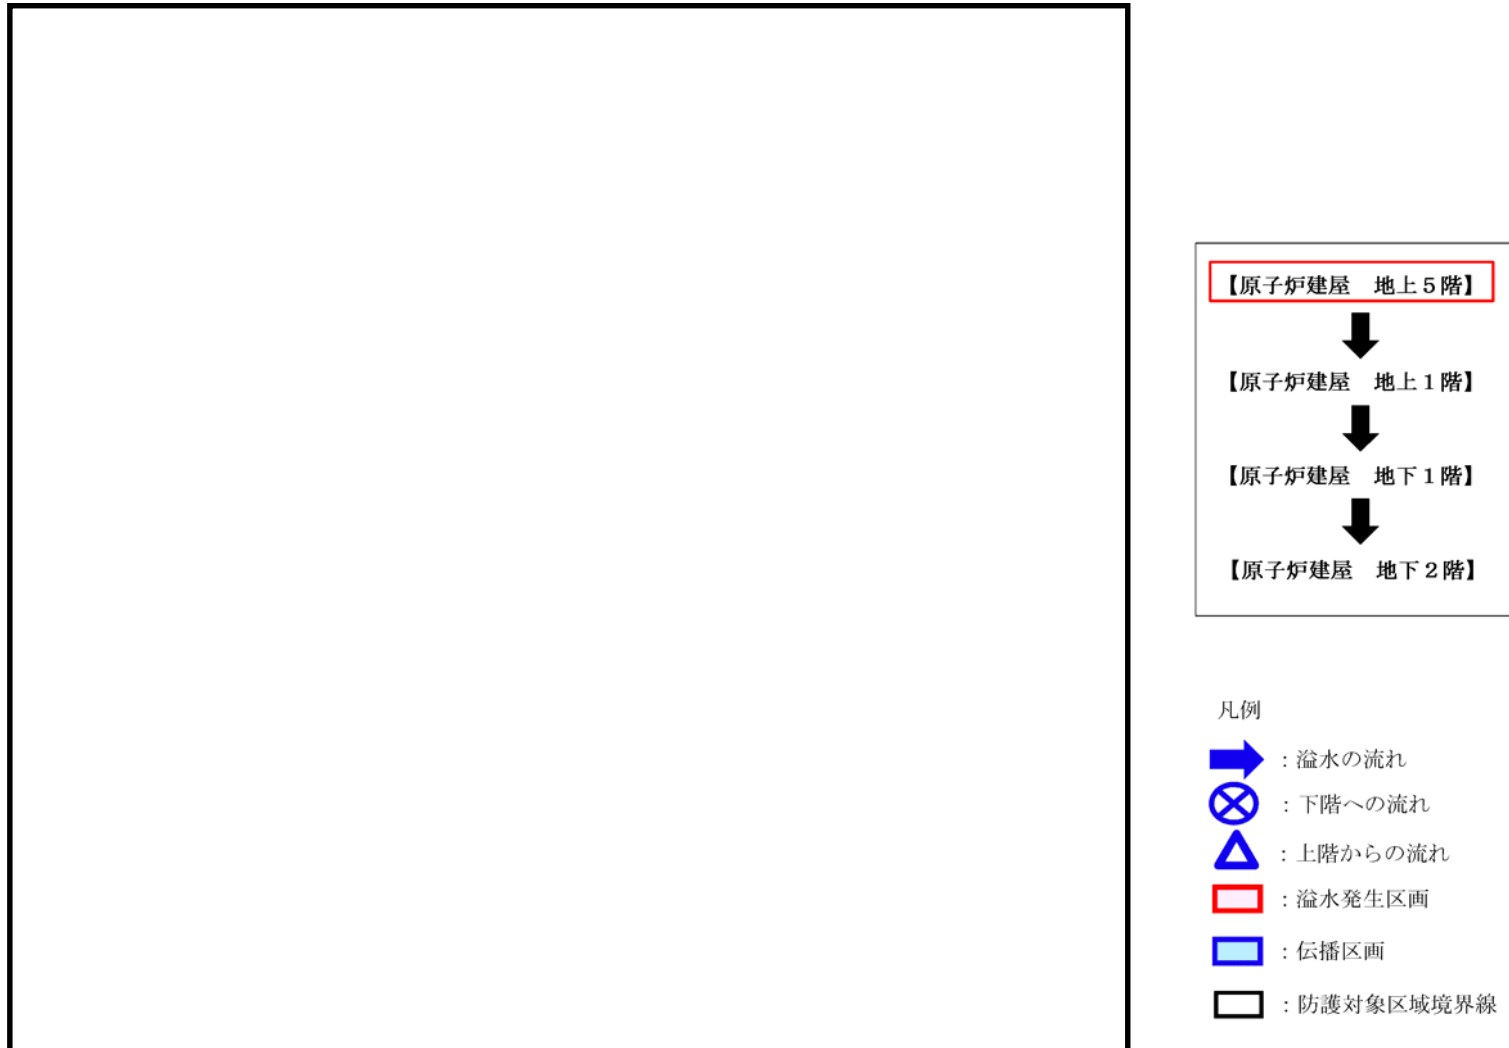 【原子炉建屋　地上５階】
【原子炉建屋　地上１階】
【原子炉建屋　地下１階】
【原子炉建屋　地下２階】
凡例
：溢水の流れ
：下階への流れ
：上階からの流れ
：溢水発生区画
：伝播区画
：防護対象区域境界線